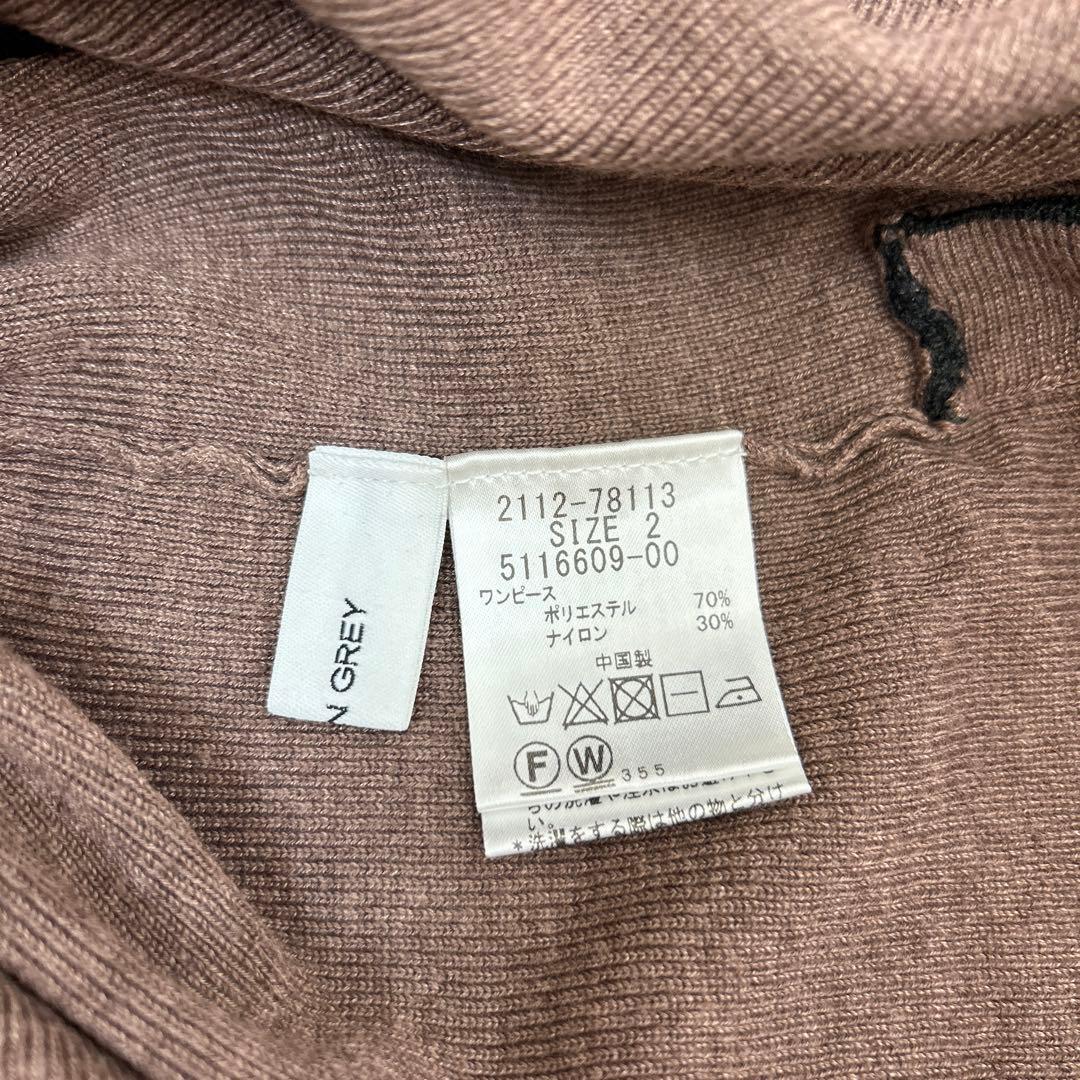 GREY
2112-78113
SIZE 2
5116609-00
ワンピース
ポリエステル 70%
ナイロン 30%
中国製
F W 355
い。
*洗濯をする際は他の物と分け